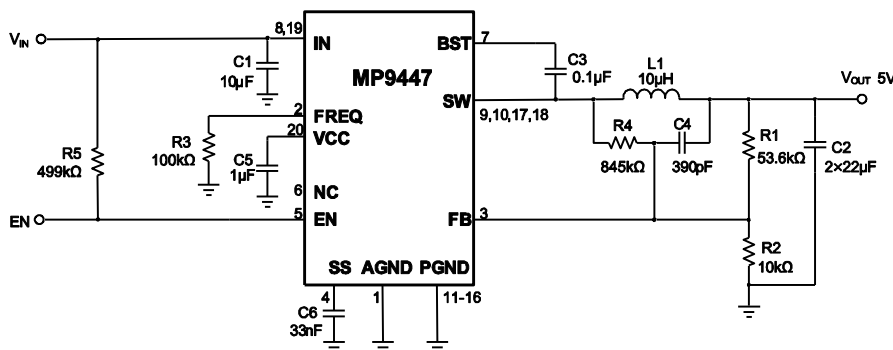 VIN
8,19
IN
BST
7
C1
10µF
MP9447
C3
0.1µF
L1
10µH
VOUT 5V
SW
9,10,17,18
2
FREQ
20
VCC
R3
100kΩ
C5
1µF
R5
499kΩ
R4
845kΩ
C4
390pF
R1
53.6kΩ
C2
2×22µF
6
NC
EN
5
EN
FB
3
SS
AGND
PGND
R2
10kΩ
4
1
11-16
C6
33nF